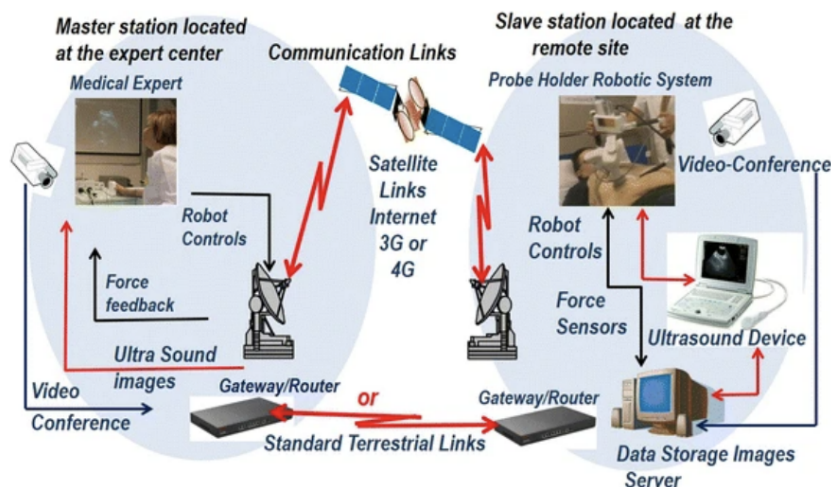 Master station located
at the expert center
Medical Expert
Communication Links
Slave station located at the
remote site
Probe Holder Robotic System
Video-Conference
Satellite
Links
Internet
3G or
4G
Robot
Controls
Force
feedback
Ultra Sound
images
Video
Conference
Gateway/Router
or
Standard Terrestrial Links
Robot
Controls
Force
Sensors
Ultrasound Device
Gateway/Router
Data Storage Images
Server